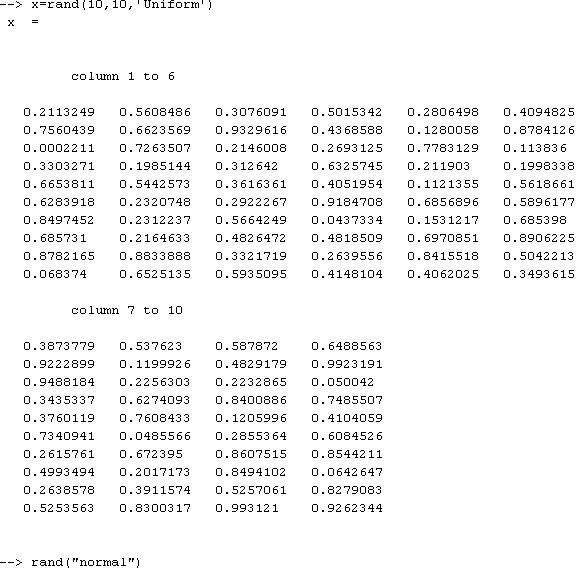 --> x=rand(10,10,'Uniform')
x =
column 1 to 6
0.2113249 0.5608486 0.3076091 0.5015342 0.2806498 0.4094825
0.7560439 0.6623569 0.9329616 0.4368588 0.1280058 0.8784126
0.0002211 0.7263507 0.2146008 0.2693125 0.7783129 0.113836
0.3303271 0.1985144 0.312642 0.6325745 0.211903 0.1998338
0.6653811 0.5442573 0.3616361 0.4051954 0.1121355 0.5618661
0.6283918 0.2320748 0.2922267 0.9184708 0.6856896 0.5896177
0.8497452 0.2312237 0.5664249 0.0437334 0.1531217 0.685398
0.685731 0.2164633 0.4826472 0.4818509 0.6970851 0.8906225
0.8782165 0.8833888 0.3321719 0.2639556 0.8415518 0.5042213
0.068374 0.6525135 0.5935095 0.4148104 0.4062025 0.3493615
column 7 to 10
0.3873779 0.537623 0.587872 0.6488563
0.9222899 0.1199926 0.4829179 0.9923191
0.9488184 0.2256303 0.2232865 0.050042
0.3435337 0.6274093 0.8400886 0.7485507
0.3760119 0.7608433 0.1205996 0.4104059
0.7340941 0.0485566 0.2855364 0.6084526
0.2615761 0.672395 0.8607515 0.8544211
0.4993494 0.2017173 0.8494102 0.0642647
0.2638578 0.3911574 0.5257061 0.8279083
0.5253563 0.8300317 0.993121 0.9262344
--> rand("normal")